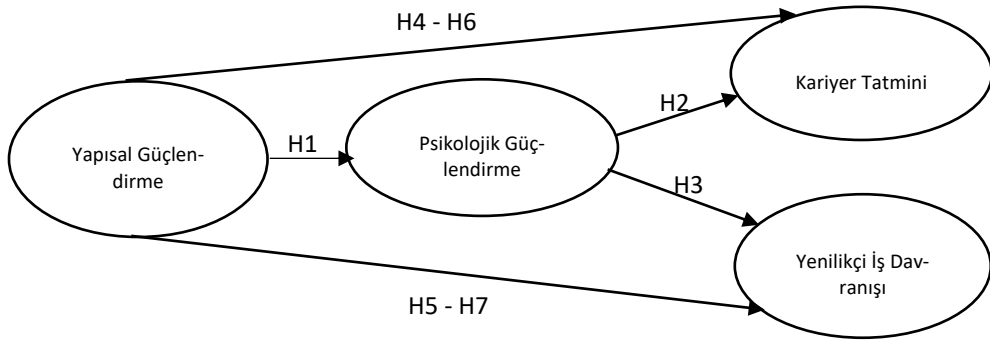 H4 - H6
Kariyer Tatmini
H2
Psikolojik Güç-
lendirme
H1
Yapısal Güçlen-
dirme
H3
Yenilikçi İş Dav-
ranışı
H5 - H7